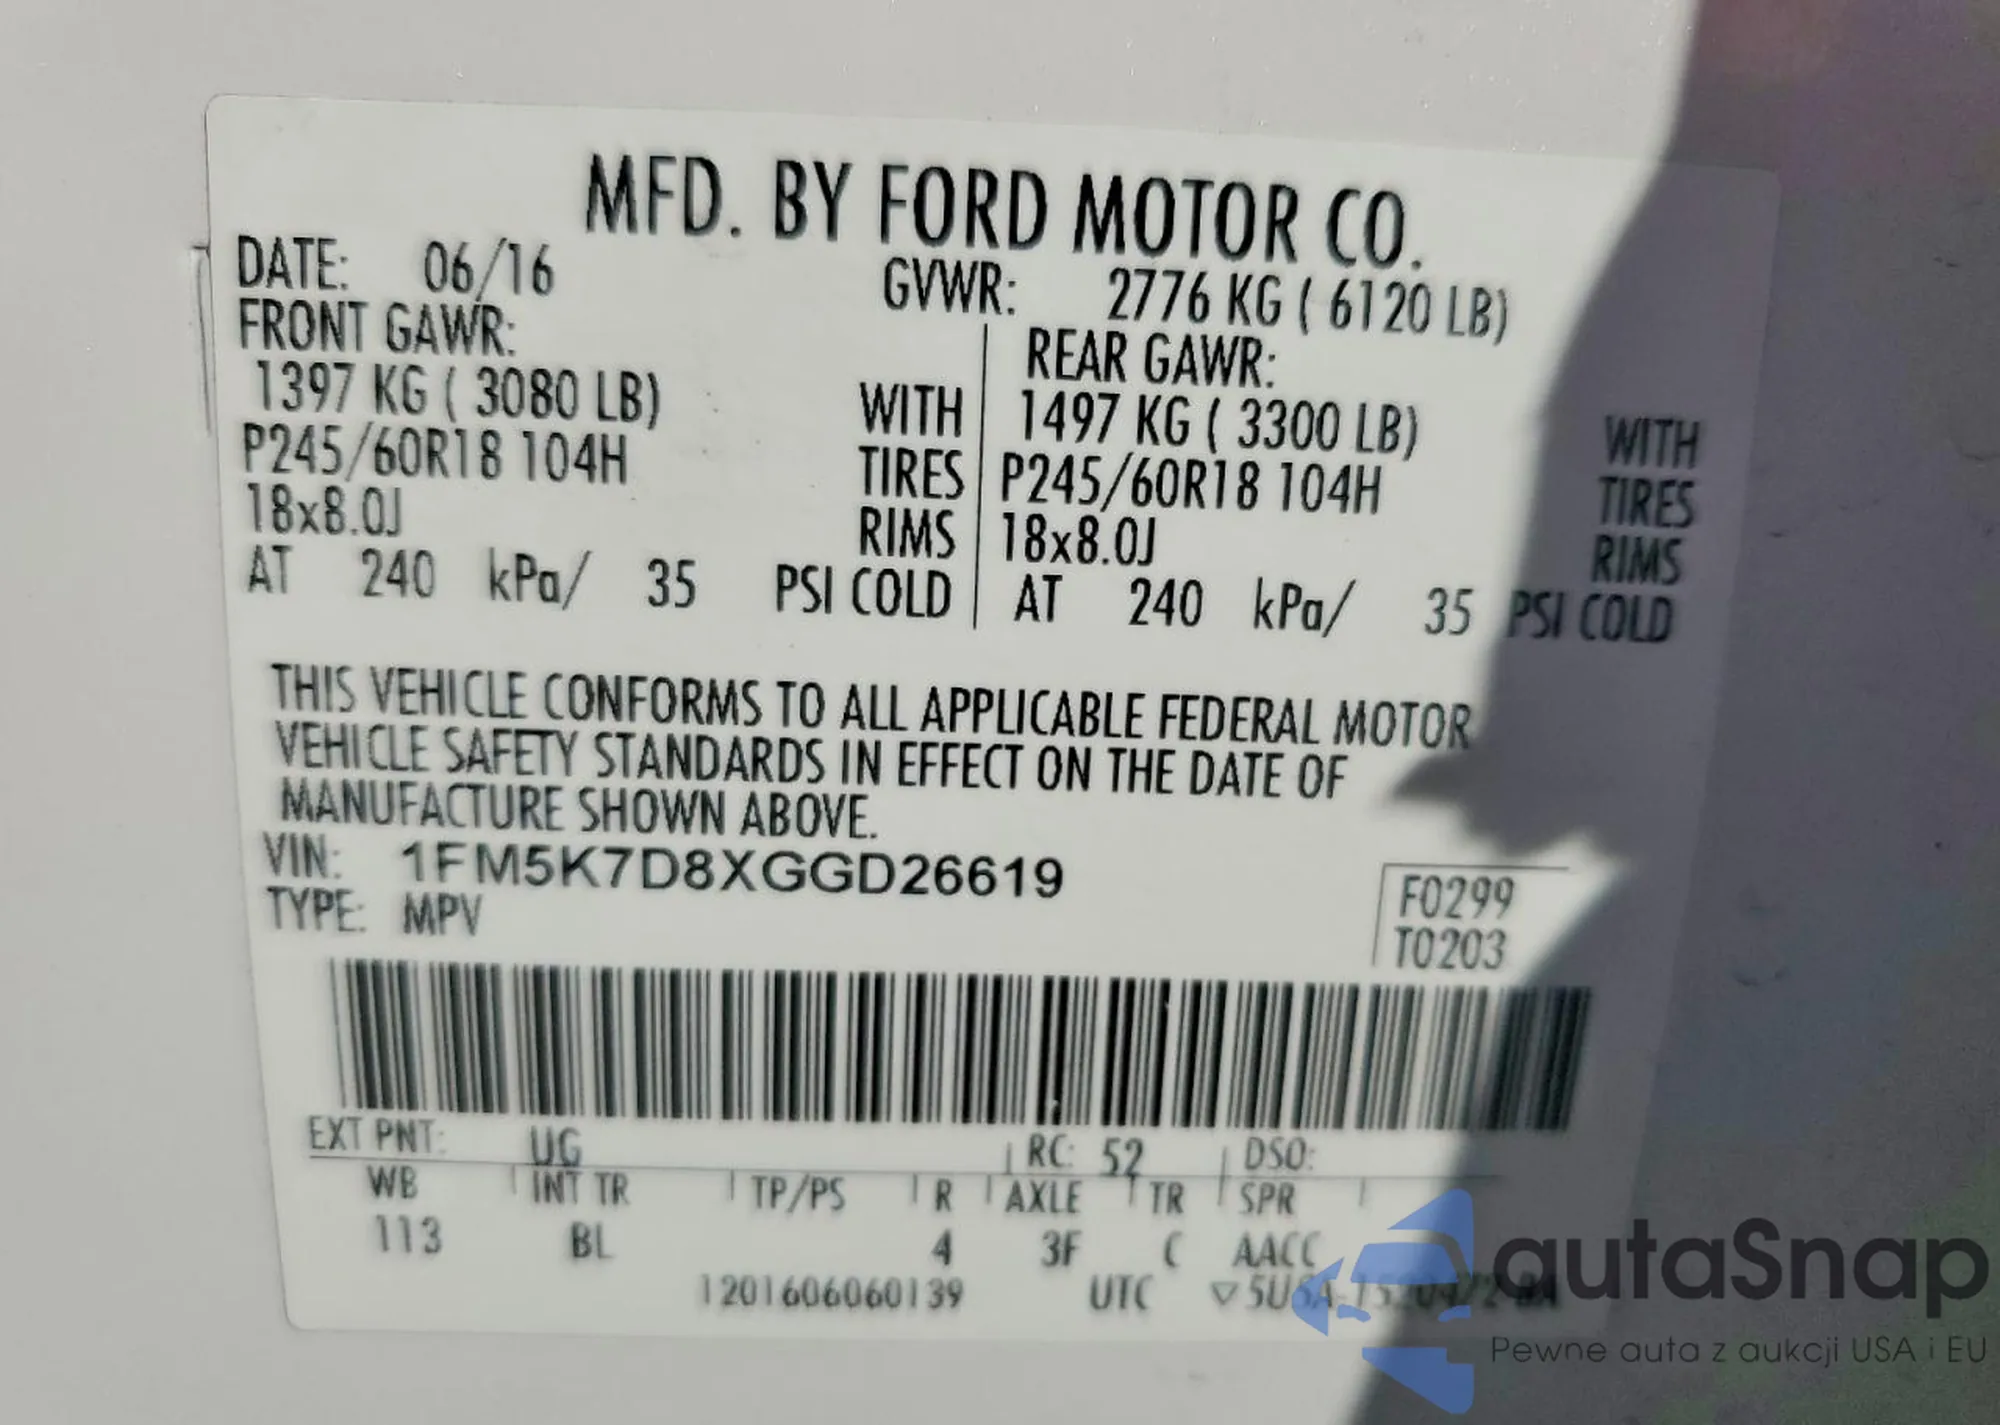 MFD. BY FORD MOTOR CO.
DATE: 06/16 GVWR: 2776 KG ( 6120 LB)
FRONT GAWR: REAR GAWR:
1397 KG ( 3080 LB) WITH 1497 KG ( 3300 LB) WITH
P245/60R18 104H TIRES P245/60R18 104H TIRES
18x8.0J RIMS 18x8.0J RIMS
AT 240 kPa/ 35 PSI COLD AT 240 kPa/ 35 PSI COLD
THIS VEHICLE CONFORMS TO ALL APPLICABLE FEDERAL MOTOR
VEHICLE SAFETY STANDARDS IN EFFECT ON THE DATE OF
MANUFACTURE SHOWN ABOVE.
VIN: 1FM5K7D8XGGD26619
TYPE: MPV
F0299
T0203
EXT PNT: UG RC: 52 DSO:
WB INT TR TP/PS R AXLE TR SPR
113 BL 4 3F C AACC
1201606060139 UTC
autaSnap
Pewne auta z aukcji USA i EU